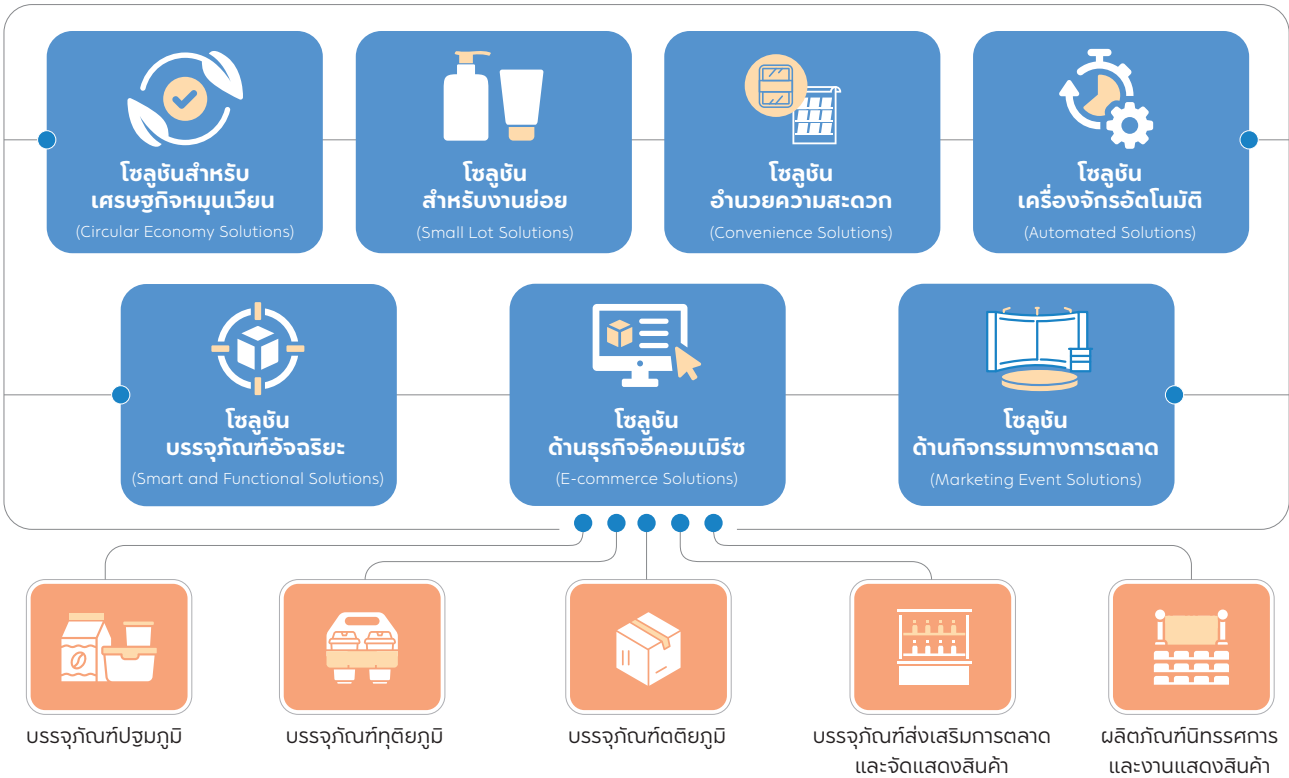 โซลูชันสำหรับ
เศรษฐกิจหมุนเวียน
(Circular Economy Solutions)
โซลูชัน
สำหรับงานย่อย
(Small Lot Solutions)
โซลูชัน
อำนวยความสะดวก
(Convenience Solutions)
โซลูชัน
เครื่องจักรอัตโนมัติ
(Automated Solutions)
โซลูชัน
บรรจุภัณฑ์อัจฉริยะ
(Smart and Functional Solutions)
โซลูชัน
ด้านธุรกิจอีคอมเมิร์ซ
(E-commerce Solutions)
โซลูชัน
ด้านกิจกรรมทางการตลาด
(Marketing Event Solutions)
บรรจุภัณฑ์ปฐมภูมิ
บรรจุภัณฑ์ทุติยภูมิ
บรรจุภัณฑ์ตติยภูมิ
บรรจุภัณฑ์ส่งเสริมการตลาด
และจัดแสดงสินค้า
ผลิตภัณฑ์นิทรรศการ
และงานแสดงสินค้า